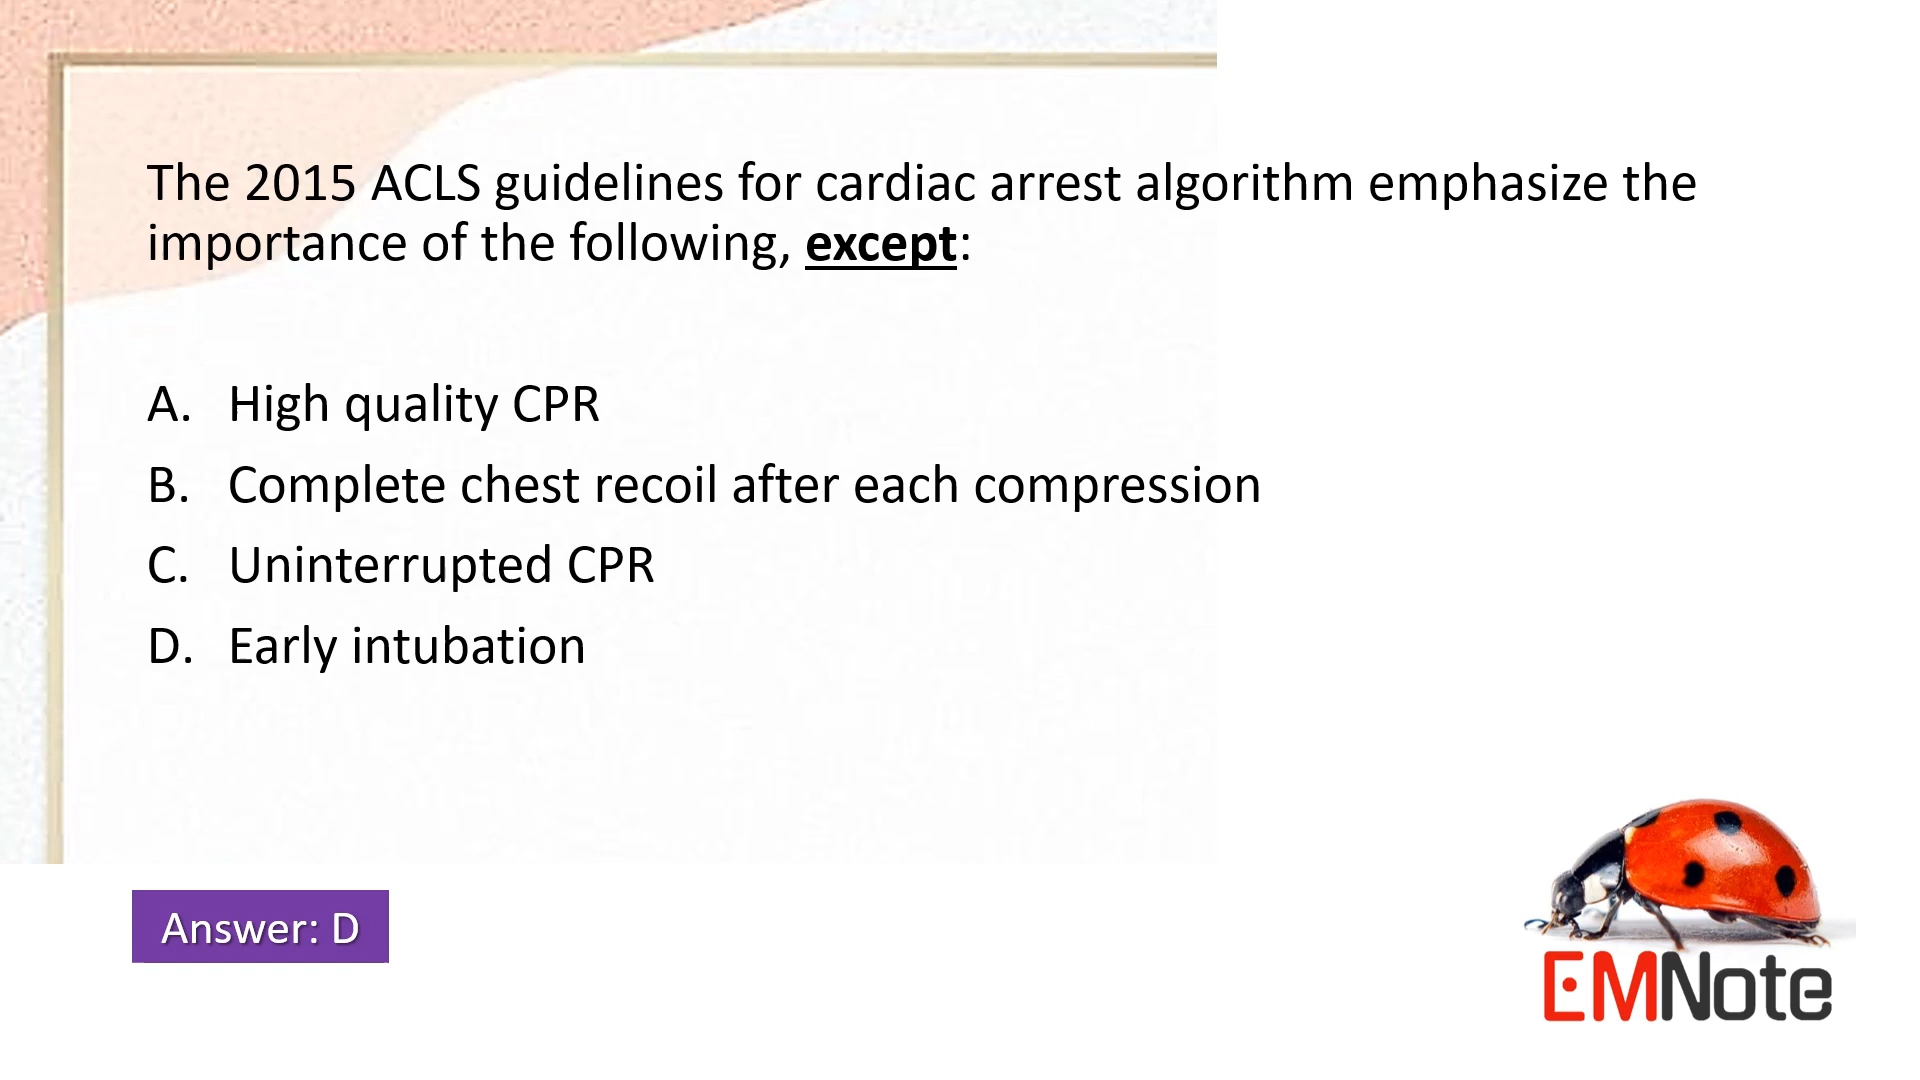 The 2015 ACLS guidelines for cardiac arrest algorithm emphasize the
importance of the following, except:
A. High quality CPR
B. Complete chest recoil after each compression
C. Uninterrupted CPR
D. Early intubation
Answer: D
EMNote